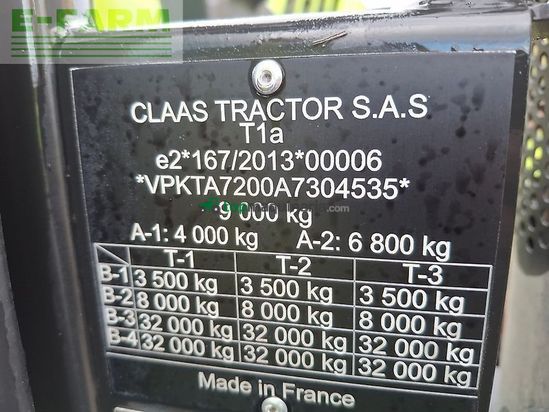 E-FARM
CLAAS TRACTOR S.A.S
T1a
e2*167/2013*00006
*VPKTA7200A7304535*
9 000 kg
A-1: 4 000 kg A-2: 6 800 kg
T-1 T-2 T-3
B-1 3 500 kg 3 500 kg 3 500 kg
B-2 8 000 kg 8 000 kg 8 000 kg
B-3 32 000 kg 32 000 kg 32 000 kg
B-4 32 000 kg 32 000 kg 32 000 kg
Made in France